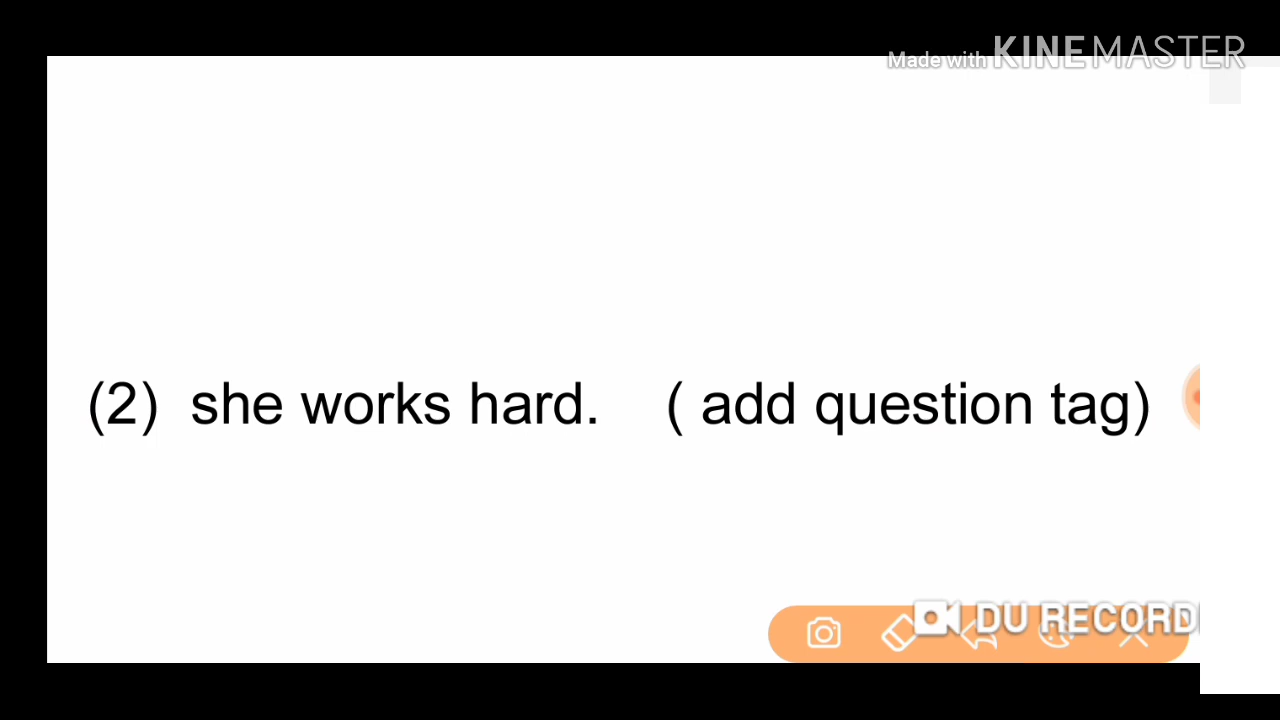 Made with KINEMASTER
(2) she works hard. ( add question tag)
DU RECORD